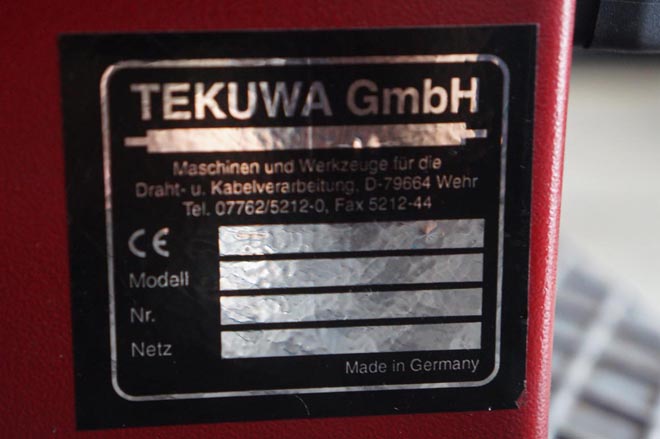 TEKUWA GmbH
Maschinen und Werkzeuge für die
Draht- u. Kabelverarbeitung, D-79664 Wehr
Tel. 07762/5212-0, Fax 5212-44
CE
Modell
Nr.
Netz
Made in Germany